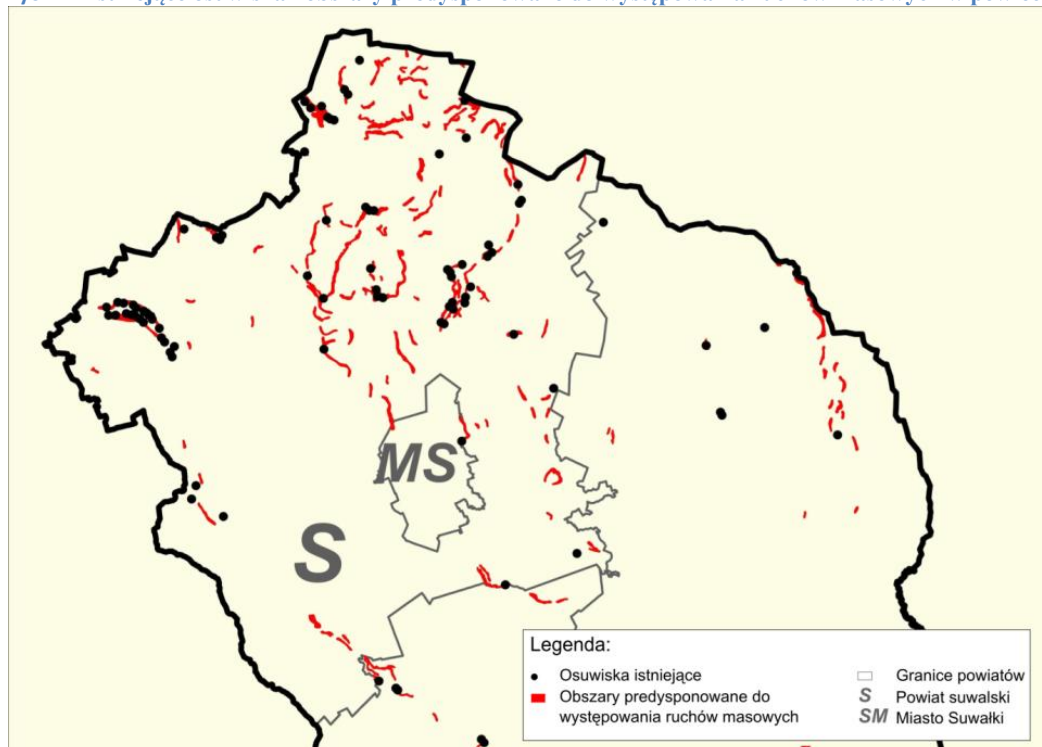 MS
S
Legenda:
Osuwiska istniejące
Obszary predysponowane do
występowania ruchów masowych
Granice powiatów
S Powiat suwalski
SM Miasto Suwałki